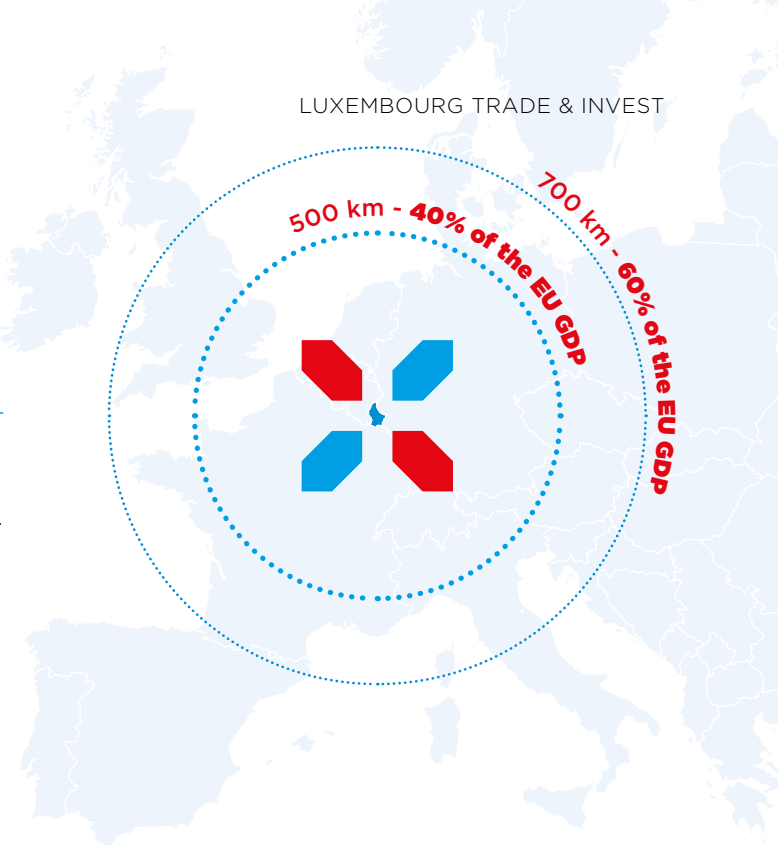 LUXEMBOURG TRADE & INVEST
500 km - 40% of the EU GDP
700 km - 60% of the EU GDP